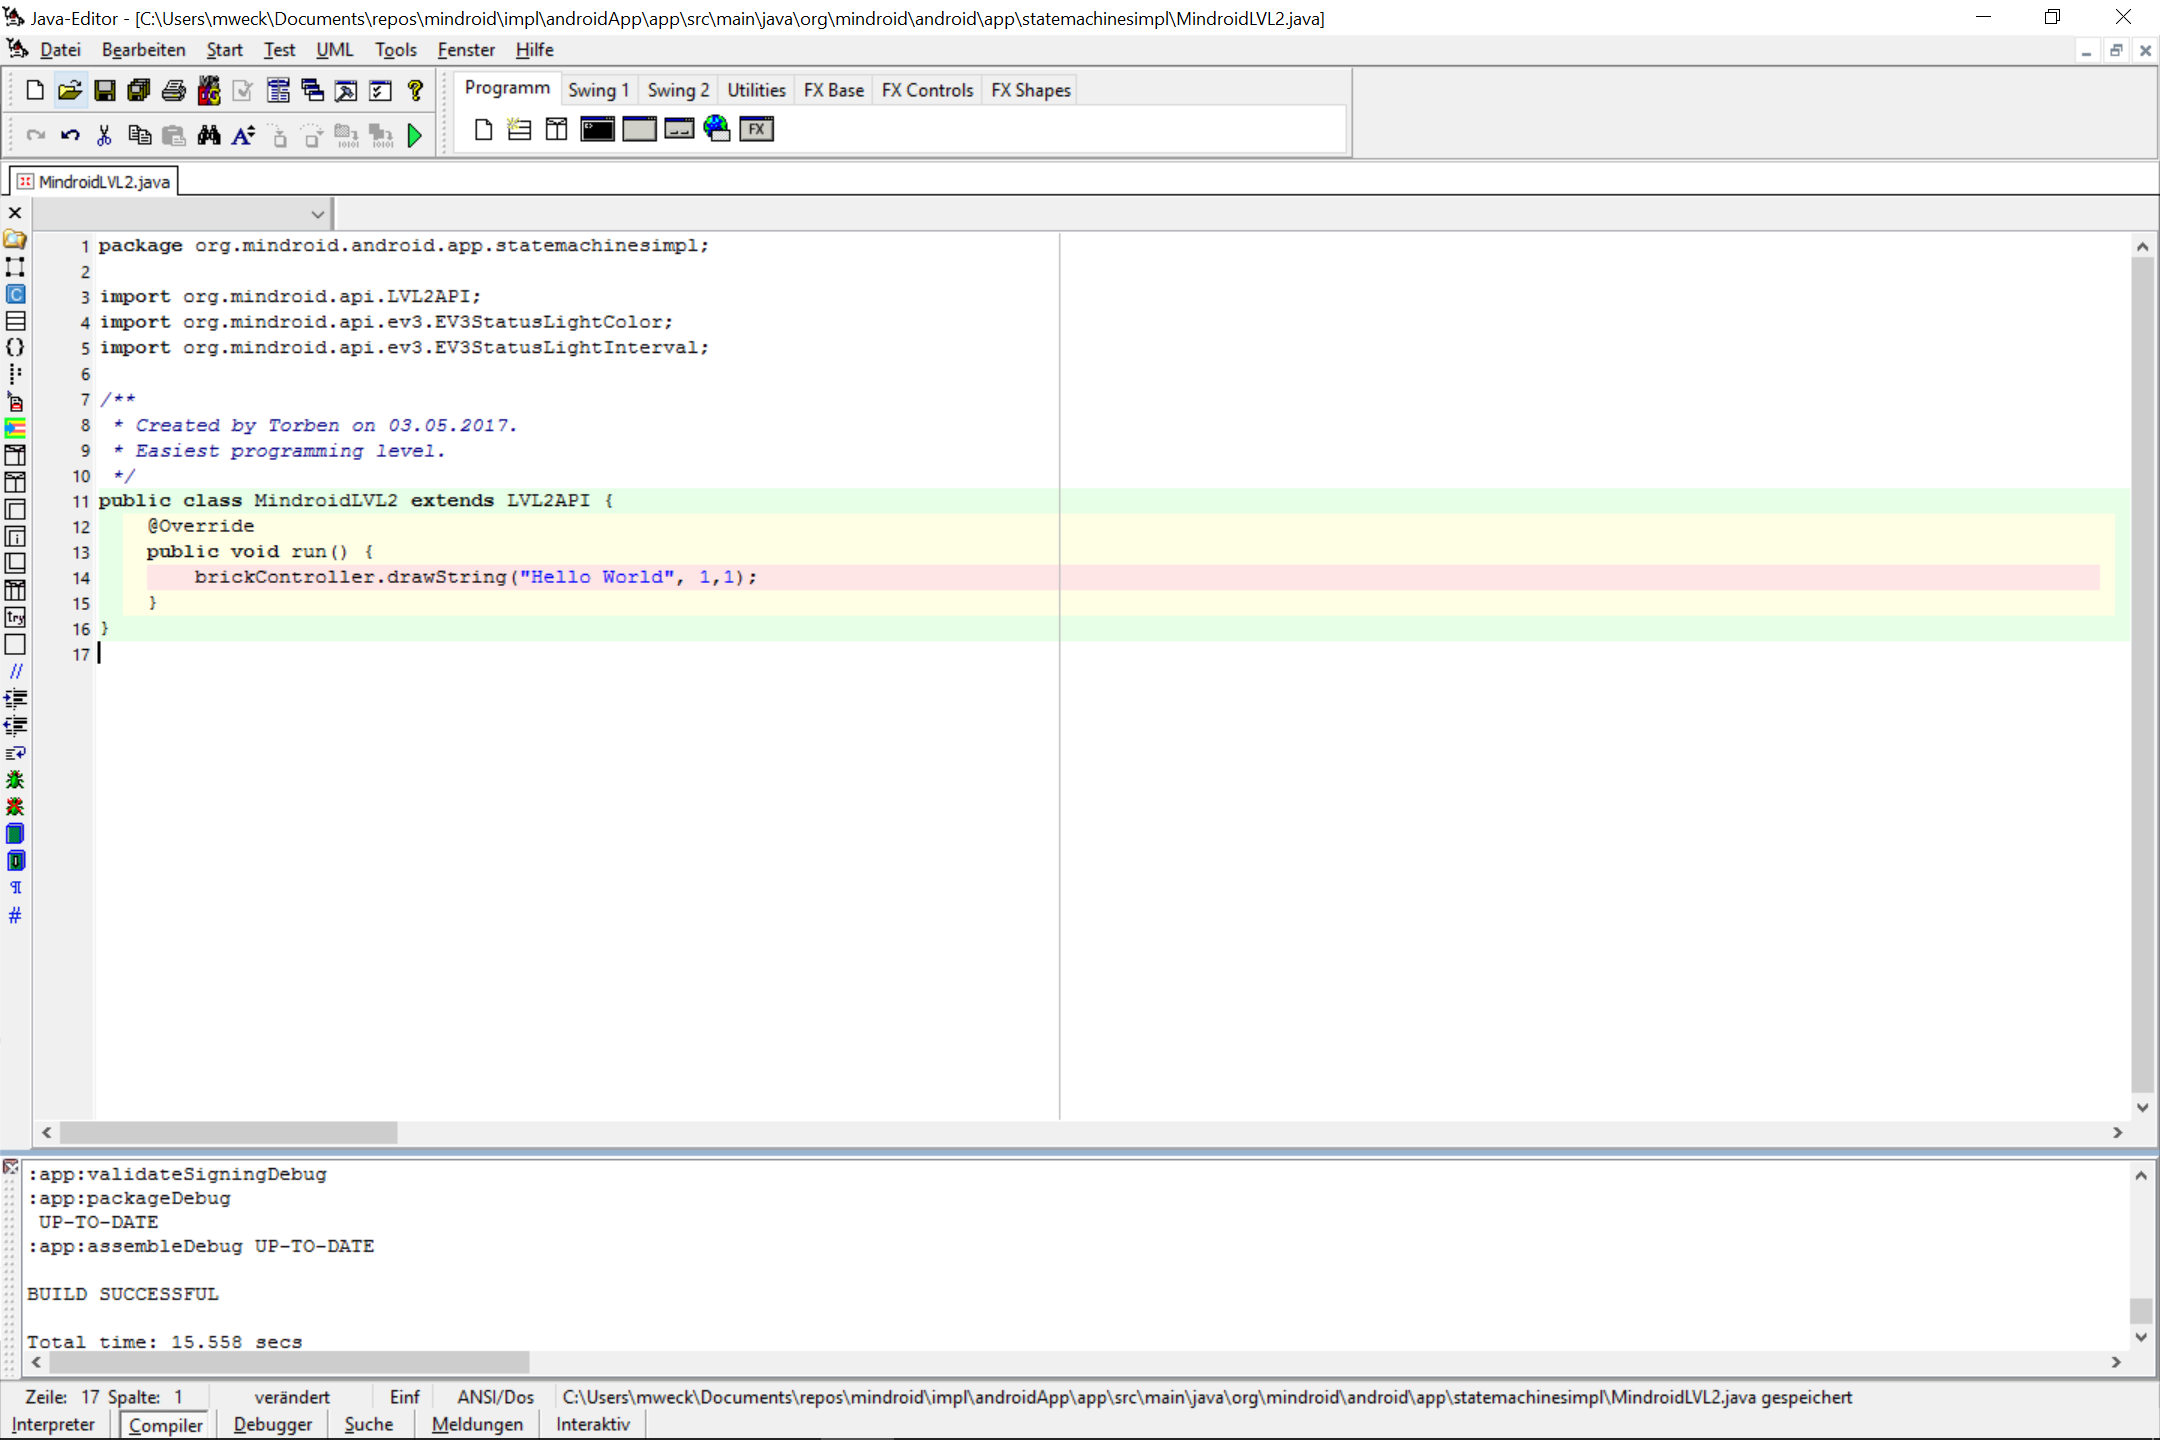 Java-Editor - [C:\Users\mweck\Documents\repos\mindroid\impl\androidApp\app\src\main\java\org\mindroid\android\app\statemachinesimpl\MindroidLVL2.java]
Datei Bearbeiten Start Test UML Tools Fenster Hilfe
Programm Swing 1 Swing 2 Utilities FX Base FX Controls FX Shapes
FX
MindroidLVL2.java
1 package org.mindroid.android.app.statemachinesimpl;
2
3 import org.mindroid.api.LVL2API;
4 import org.mindroid.api.ev3.EV3StatusLightColor;
5 import org.mindroid.api.ev3.EV3StatusLightInterval;
6
7 /**
8 * Created by Torben on 03.05.2017.
9 * Easiest programming level.
10 */
11 public class MindroidLVL2 extends LVL2API {
12 @Override
13 public void run() {
14 brickController.drawString("Hello World", 1,1);
15 }
16 }
17
try
//
#
:app:validateSigningDebug
:app:packageDebug
UP-TO-DATE
:app:assembleDebug UP-TO-DATE
BUILD SUCCESSFUL
Total time: 15.558 secs
Zeile: 17 Spalte: 1 verändert Einf ANSI/Dos C:\Users\mweck\Documents\repos\mindroid\impl\androidApp\app\src\main\java\org\mindroid\android\app\statemachinesimpl\MindroidLVL2.java gespeichert
Interpreter Compiler Debugger Suche Meldungen Interaktiv